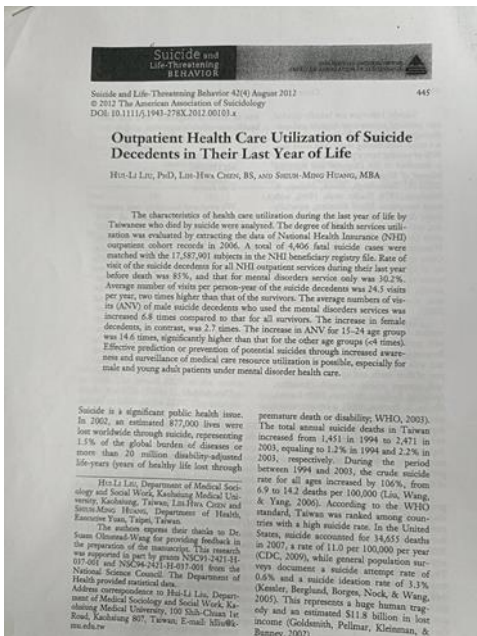 Suicide and
Life-Threatening
BEHAVIOR
Suicide and Life-Threatening Behavior 42(4) August 2012
445
© 2012 The American Association of Suicidology
DOI: 10.1111/j.1943-278X.2012.00103.x
Outpatient Health Care Utilization of Suicide
Decedents in Their Last Year of Life
HUI-LI LIU, PHD, LIH-HWA CHEN, BS, AND SHIUH-MING HUANG, MBA
The characteristics of health care utilization during the last year of life by
Taiwanese who died by suicide were analyzed. The degree of health services utili-
zation was evaluated by extracting the data of National Health Insurance (NHI)
outpatient cohort records in 2006. A total of 4,406 fatal suicide cases were
matched with the 17,587,901 subjects in the NHI beneficiary registry file. Rate of
visit of the suicide decedents for all NHI outpatient services during their last year
before death was 85%, and that for mental disorders service only was 30.2%.
Average number of visits per person-year of the suicide decedents was 24.5 visits
per year, two times higher than that of the survivors. The average numbers of vis-
its (ANV) of male suicide decedents who used the mental disorders services was
increased 6.8 times compared to that for all survivors. The increase in female
decedents, in contrast, was 2.7 times. The increase in ANV for 15–24 age group
was 14.6 times, significantly higher than that for the other age groups (<4 times).
Effective prediction or prevention of potential suicides through increased aware-
ness and surveillance of medical care resource utilization is possible, especially for
male and young adult patients under mental disorder health care.
Suicide is a significant public health issue.
In 2002, an estimated 877,000 lives were
lost worldwide through suicide, representing
1.5% of the global burden of diseases or
more than 20 million disability-adjusted
life-years (years of healthy life lost through
HUI-LI LIU, Department of Medical Soci-
ology and Social Work, Kaohsiung Medical Uni-
versity, Kaohsiung, Taiwan; LIH-HWA CHEN and
SHIUH-MING HUANG, Department of Health,
Executive Yuan, Taipei, Taiwan.
The authors express their thanks to Dr.
Susan Olmstead-Wang for providing feedback in
the preparation of the manuscript. This research
was supported in part by grants NSC93-2421-H-
037-001 and NSC94-2421-H-037-001 from the
National Science Council. The Department of
Health provided statistical data.
Address correspondence to Hui-Li Liu, Depart-
ment of Medical Sociology and Social Work, Ka-
ohsiung Medical University, 100 Shih-Chuan 1st
Road, Kaohsiung 807, Taiwan; E-mail: hliu@k-
mu.edu.tw
premature death or disability; WHO, 2003).
The total annual suicide deaths in Taiwan
increased from 1,451 in 1994 to 2,471 in
2003, equaling to 1.2% in 1994 and 2.2% in
2003, respectively. During the period
between 1994 and 2003, the crude suicide
rate for all ages increased by 106%, from
6.9 to 14.2 deaths per 100,000 (Liu, Wang,
& Yang, 2006). According to the WHO
standard, Taiwan was ranked among coun-
tries with a high suicide rate. In the United
States, suicide accounted for 34,655 deaths
in 2007, a rate of 11.0 per 100,000 per year
(CDC, 2009), while general population sur-
veys document a suicide attempt rate of
0.6% and a suicide ideation rate of 3.3%
(Kessler, Berglund, Borges, Nock, & Wang,
2005). This represents a huge human trag-
edy and an estimated $11.8 billion in lost
income (Goldsmith, Pellmar, Kleinman, &
Bunney, 2002).